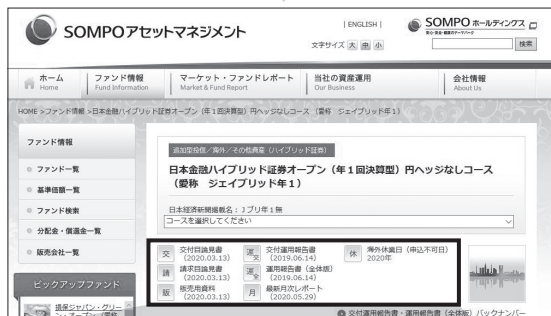 SOMPOアセットマネジメント
| ENGLISH |
SOMPO ホールディングス
文字サイズ 大 中 小
検索
ホーム
Home
ファンド情報
Fund Information
マーケット・ファンドレポート
Market & Fund Report
当社の資産運用
Our Business
会社情報
About Us
HOME >ファンド情報 >日本金融ハイブリッド証券オープン（年1回決算型）円ヘッジなしコース （愛称 ジェイブリッド年1）
ファンド情報
ファンド一覧
基準価額一覧
ファンド検索
分配金・償還金一覧
販売会社一覧
ピックアップファンド
損保ジャパン・グリー
追加型投信／海外／その他資産（ハイブリッド証券）
日本金融ハイブリッド証券オープン（年1回決算型）円ヘッジなしコース
（愛称 ジェイブリッド年1）
日本経済新聞掲載名：Jブリ年1無
コースを選択してください
交 交付目論見書 (2020.03.13)
運交 交付運用報告書 (2019.06.14)
休 海外休業日（申込不可日） 2020年
請 請求目論見書 (2020.03.13)
運全 運用報告書（全体版） (2019.06.14)
販 販売用資料 (2020.03.13)
月 最新月次レポート (2020.05.29)
交付運用報告書・運用報告書（全体版）バックナンバー